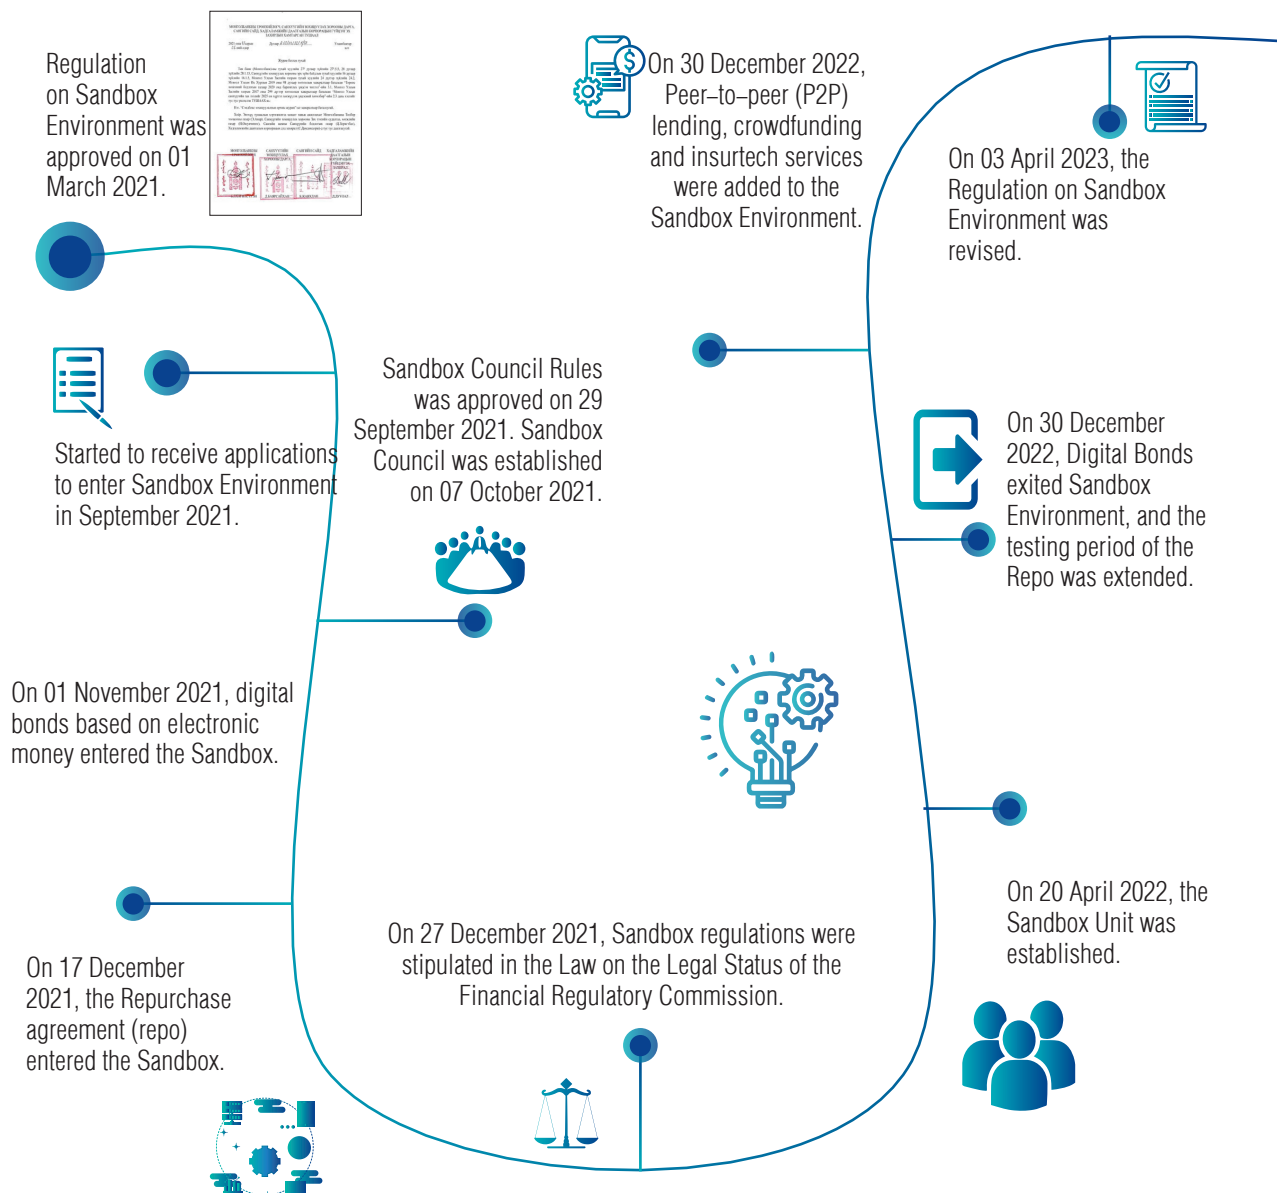 Regulation
on Sandbox
Environment was
approved on 01
March 2021.
Started to receive applications
to enter Sandbox Environment
in September 2021.
Sandbox Council Rules
was approved on 29
September 2021. Sandbox
Council was established
on 07 October 2021.
On 01 November 2021, digital
bonds based on electronic
money entered the Sandbox.
On 17 December
2021, the Repurchase
agreement (repo)
entered the Sandbox.
On 27 December 2021, Sandbox regulations were
stipulated in the Law on the Legal Status of the
Financial Regulatory Commission.
On 20 April 2022, the
Sandbox Unit was
established.
On 30 December
2022, Digital Bonds
exited Sandbox
Environment, and the
testing period of the
Repo was extended.
$
On 30 December 2022,
Peer–to–peer (P2P)
lending, crowdfunding
and insurtech services
were added to the
Sandbox Environment.
On 03 April 2023, the
Regulation on Sandbox
Environment was
revised.